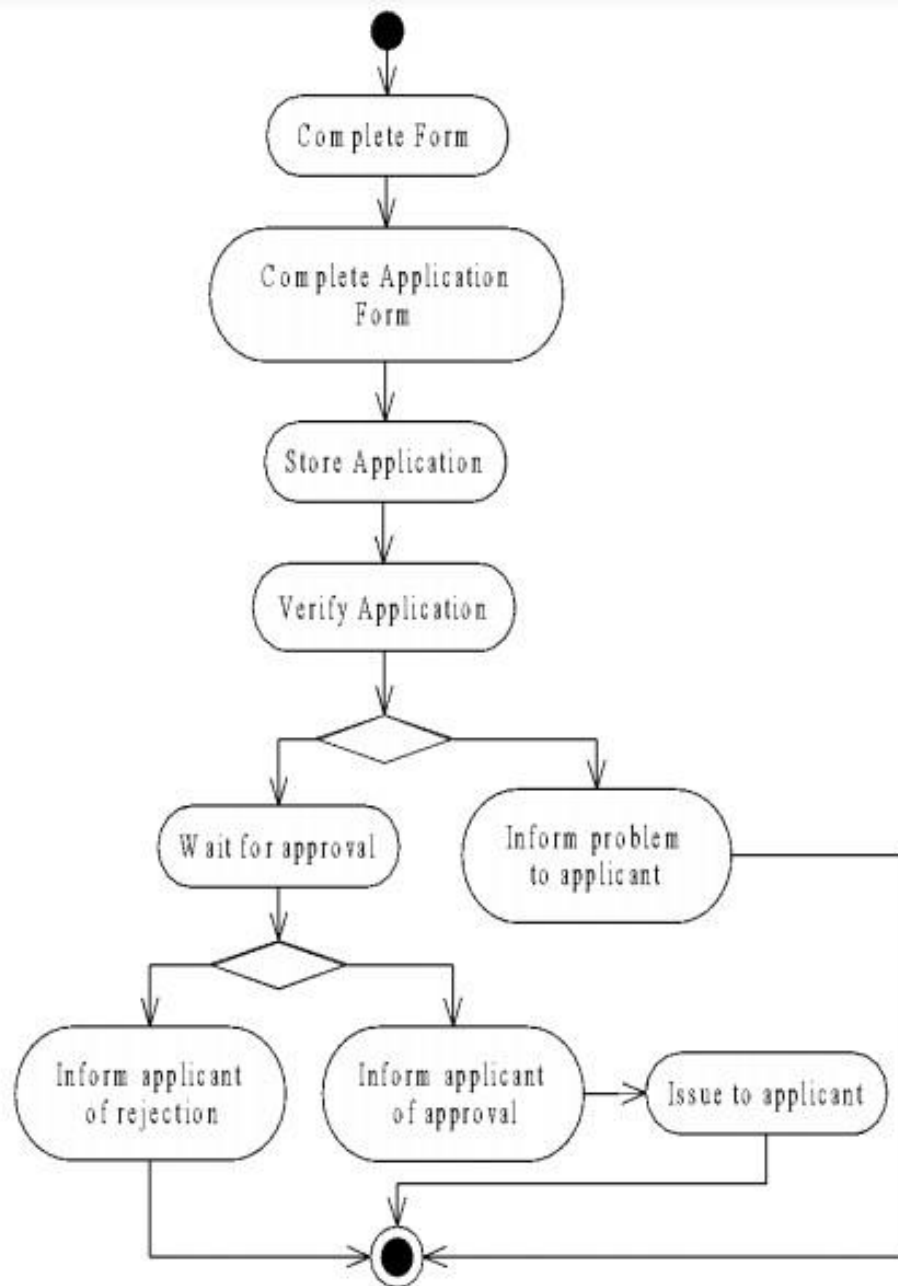 Complete Form
Complete Application
Form
Store Application
Verify Application
Wait for approval
Inform problem
to applicant
Inform applicant
of rejection
Inform applicant
of approval
Issue to applicant